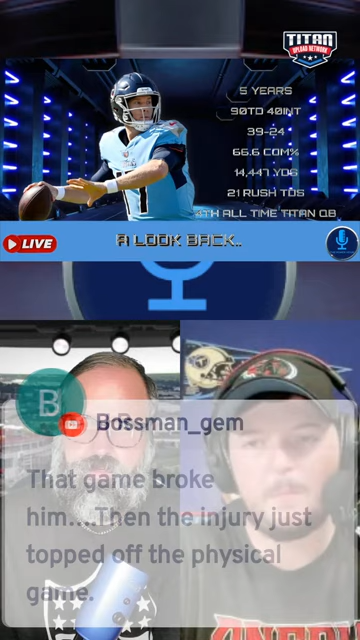 TITAN
UPLOAD NETWORK
5 YEARS
90TD 40INT
39-24
66.6 COM%
14,447 YDS
21 RUSH TDS
4TH ALL TIME TITAN QB
LIVE
A LOOK BACK..
B
Bossman_gem
That game broke
him....Then the injury just
topped off the physical
game.